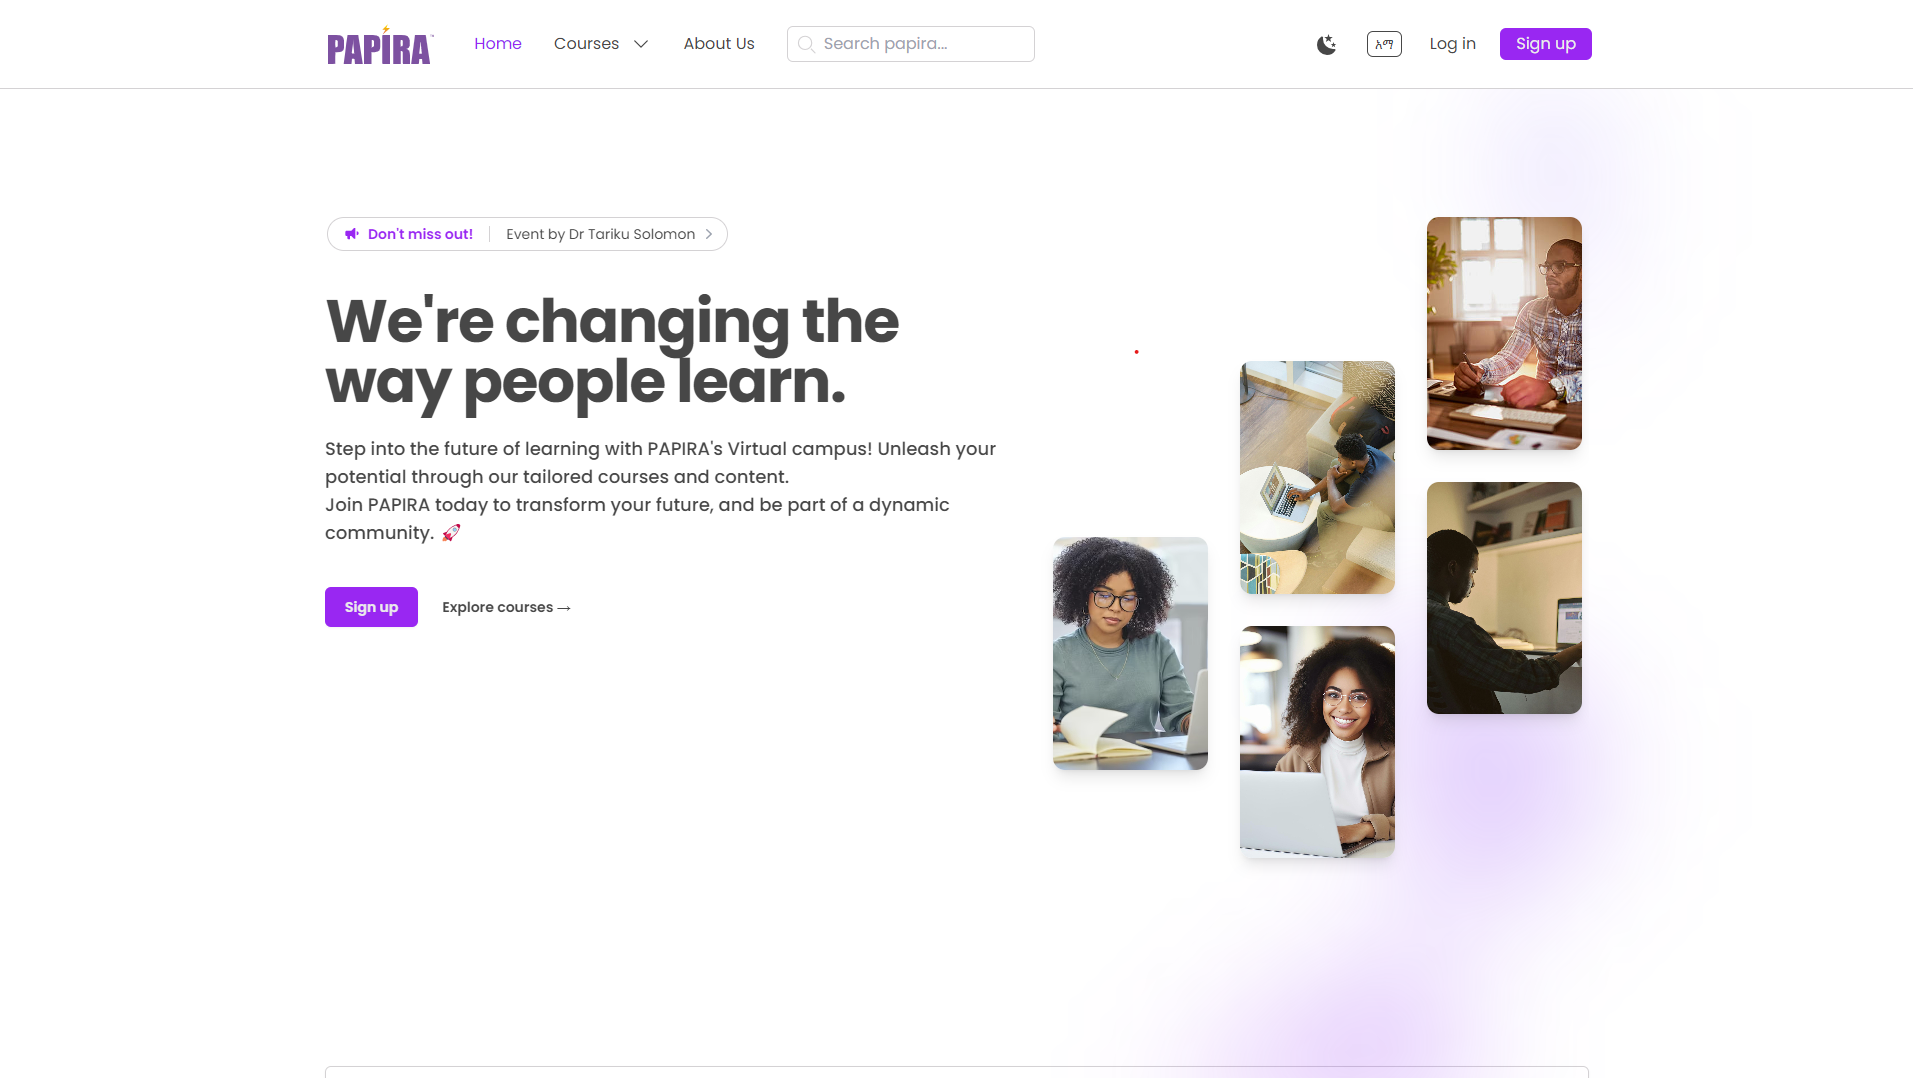 PAPIRA
Home
Courses
About Us
Search papira...
አማ
Log in
Sign up
Don't miss out!
Event by Dr Tariku Solomon
We're changing the
way people learn.
Step into the future of learning with PAPIRA's Virtual campus! Unleash your
potential through our tailored courses and content.
Join PAPIRA today to transform your future, and be part of a dynamic
community. 🚀
Sign up
Explore courses →